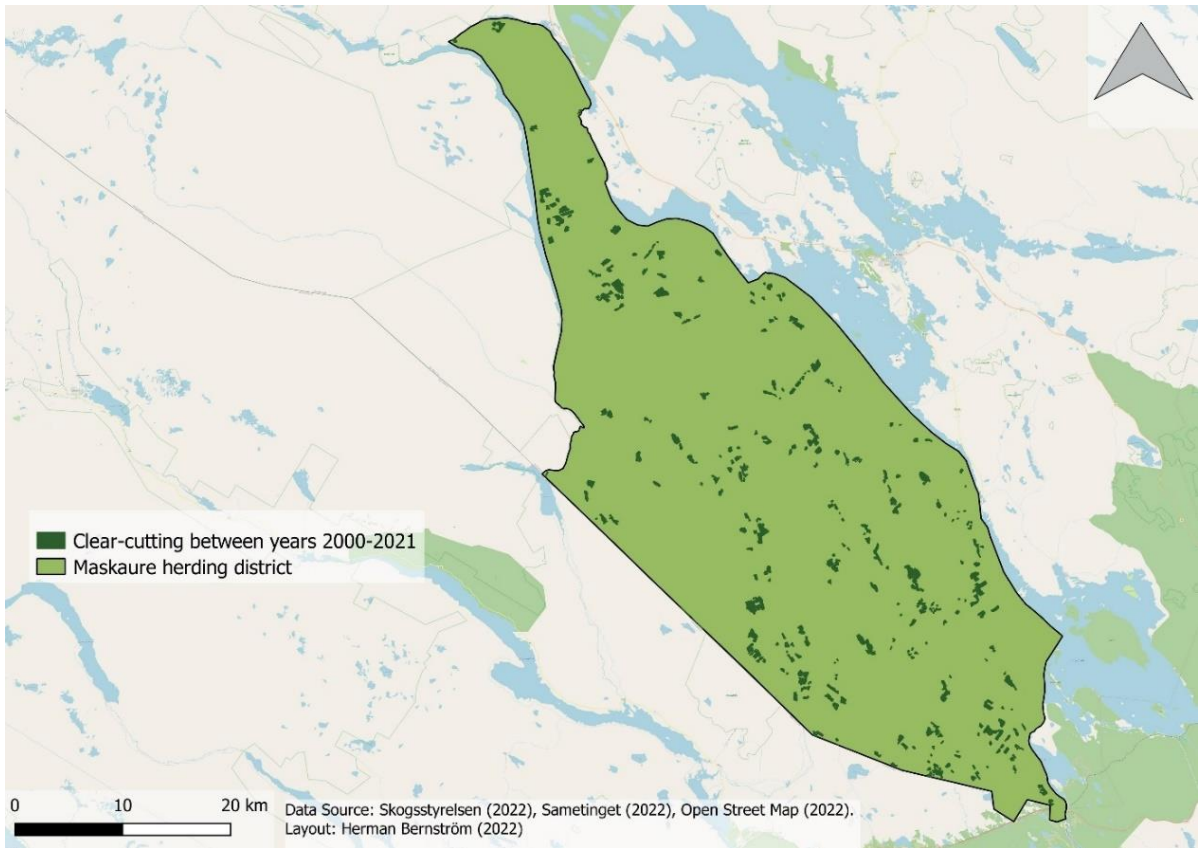 Clear-cutting between years 2000-2021
Maskaure herding district
0 10 20 km
Data Source: Skogsstyrelsen (2022), Sametinget (2022), Open Street Map (2022).
Layout: Herman Bernström (2022)